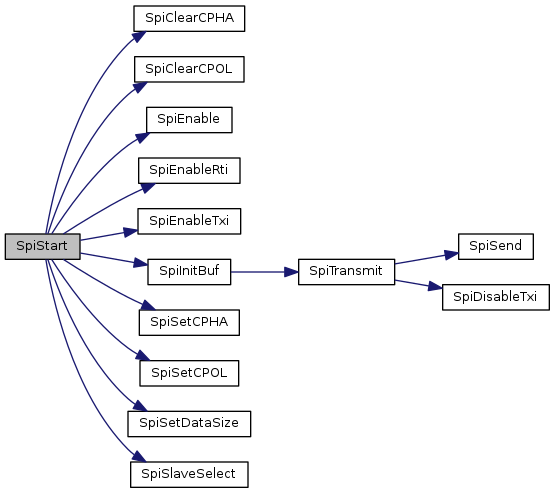 SpiClearCPHA
SpiClearCPOL
SpiEnable
SpiEnableRti
SpiStart
SpiEnableTxi
SpiSend
SpiInitBuf
SpiTransmit
SpiDisableTxi
SpiSetCPHA
SpiSetCPOL
SpiSetDataSize
SpiSlaveSelect